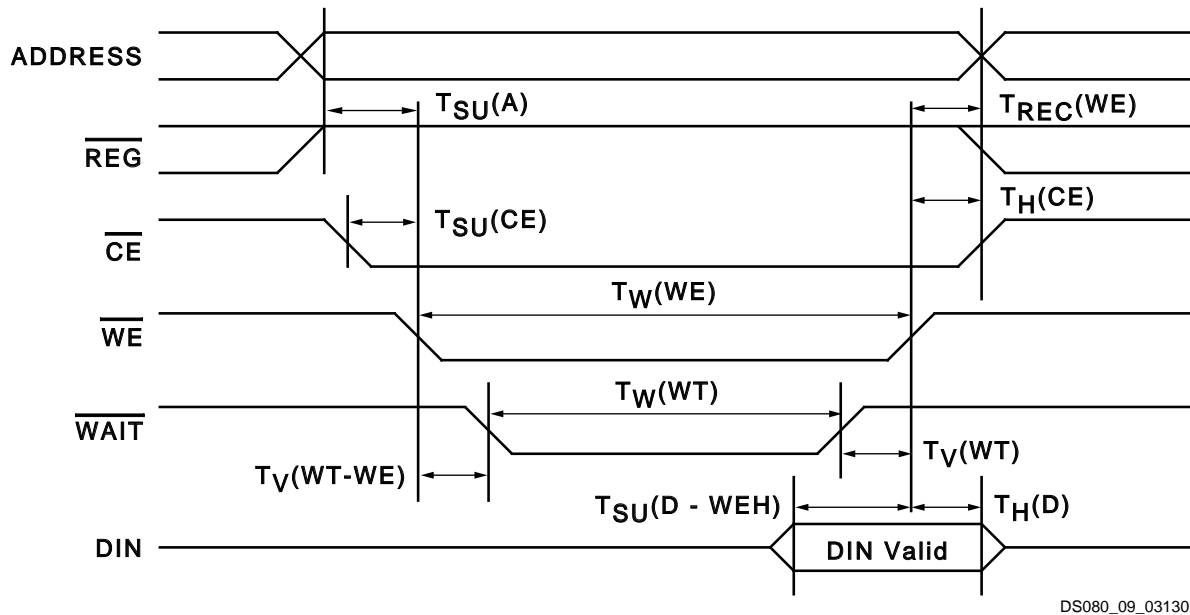 ADDRESS
TSU(A)
TREC(WE)
REG
TSU(CE)
TH(CE)
CE
TW(WE)
WE
TW(WT)
WAIT
TV(WT-WE)
TV(WT)
TSU(D - WEH)
TH(D)
DIN
DIN Valid
DS080_09_03130